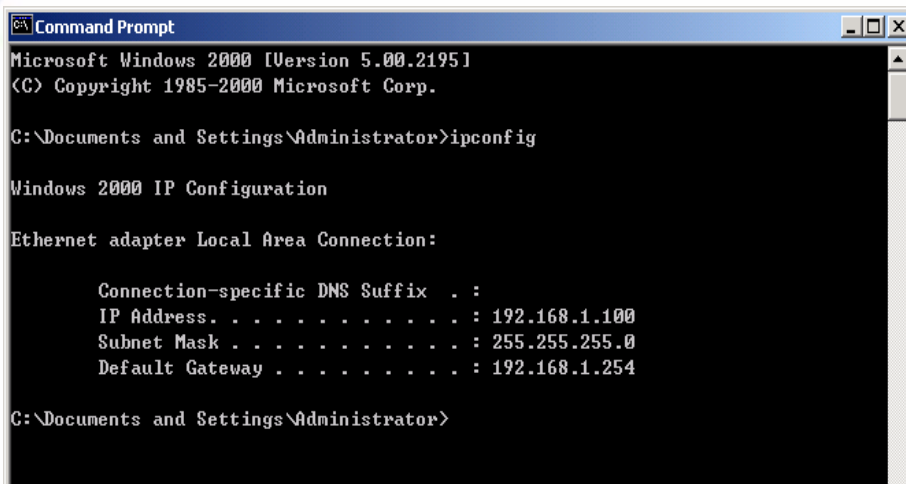 Command Prompt
Microsoft Windows 2000 [Version 5.00.2195]
(C) Copyright 1985-2000 Microsoft Corp.
C:\Documents and Settings\Administrator>ipconfig
Windows 2000 IP Configuration
Ethernet adapter Local Area Connection:
Connection-specific DNS Suffix . :
IP Address. . . . . . . . . . . . : 192.168.1.100
Subnet Mask . . . . . . . . . . . : 255.255.255.0
Default Gateway . . . . . . . . . : 192.168.1.254
C:\Documents and Settings\Administrator>